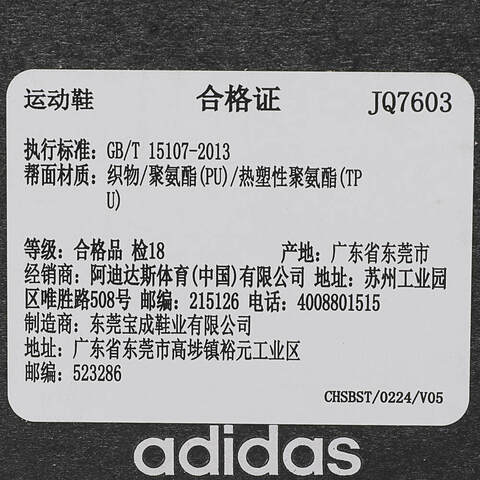 运动鞋 合格证 JQ7603
执行标准: GB/T 15107-2013
帮面材质: 织物/聚氨酯(PU)/热塑性聚氨酯(TP
U)
等级: 合格品 检18 产地: 广东省东莞市
经销商: 阿迪达斯体育(中国)有限公司 地址: 苏州工业园
区唯胜路508号 邮编: 215126 电话: 4008801515
制造商: 东莞宝成鞋业有限公司
地址: 广东省东莞市高埗镇裕元工业区
邮编: 523286
CHSBST/0224/V05
adidas